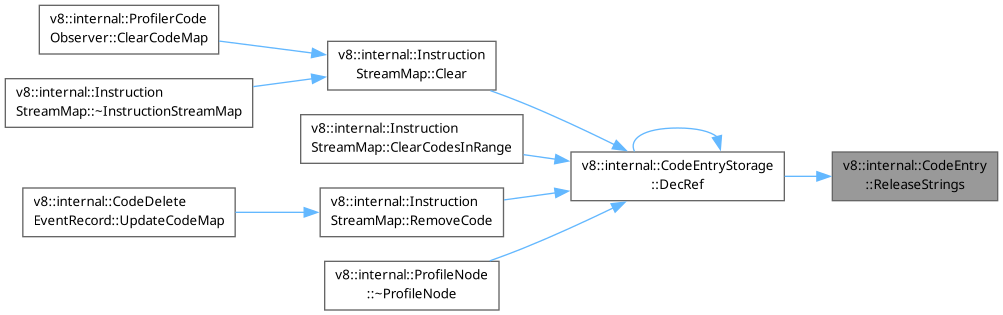 v8::internal::ProfilerCode
Observer::ClearCodeMap
v8::internal::Instruction
StreamMap::~InstructionStreamMap
v8::internal::Instruction
StreamMap::Clear
v8::internal::Instruction
StreamMap::ClearCodesInRange
v8::internal::CodeDelete
EventRecord::UpdateCodeMap
v8::internal::Instruction
StreamMap::RemoveCode
v8::internal::ProfileNode
::~ProfileNode
v8::internal::CodeEntryStorage
::DecRef
v8::internal::CodeEntry
::ReleaseStrings